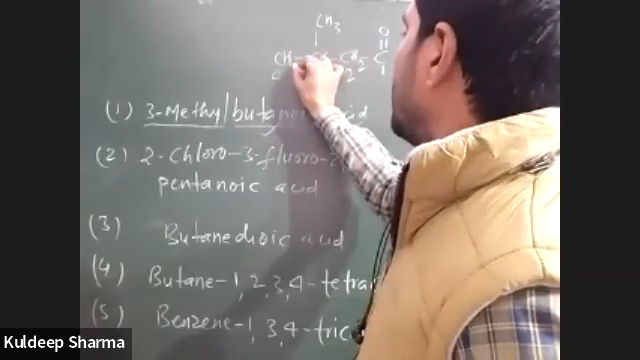 CH3
O
CH CH2 C
(1) 3-Methyl butanoic acid
(2) 2-Chloro-3-fluoro-2
pentanoic acid
(3) Butanedioic acid
(4) Butane-1,2,3,4-tetra
(5) Benzene-1,3,4-tric
Kuldeep Sharma